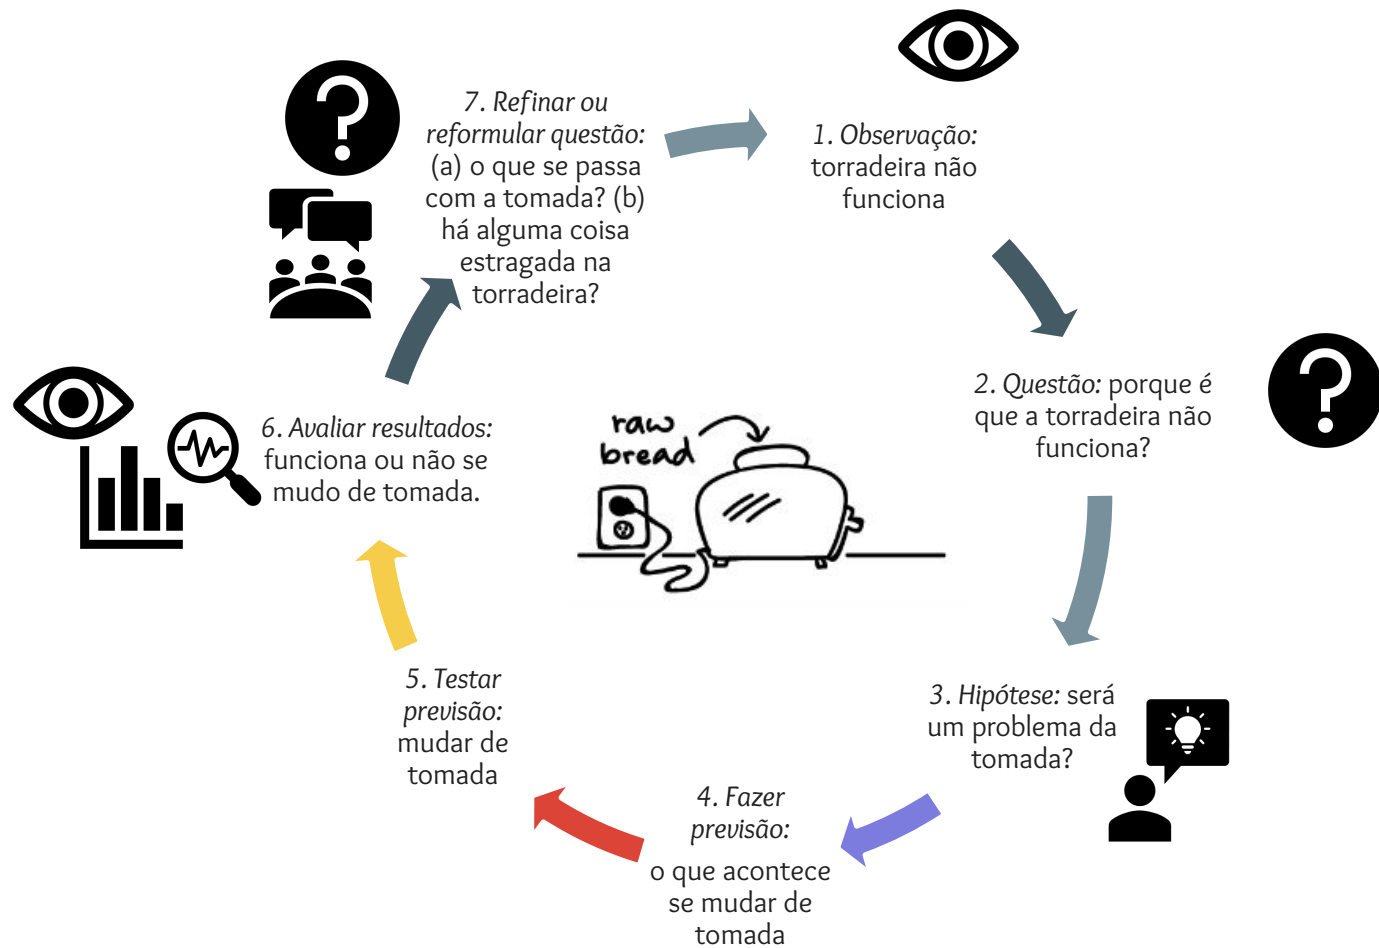 1. Observação:
torradeira não
funciona
2. Questão: porque é
que a torradeira não
funciona?
3. Hipótese: será
um problema da
tomada?
4. Fazer
previsão:
o que acontece
se mudar de
tomada
5. Testar
previsão:
mudar de
tomada
6. Avaliar resultados:
funciona ou não se
mudo de tomada.
7. Refinar ou
reformular questão:
(a) o que se passa
com a tomada? (b)
há alguma coisa
estragada na
torradeira?
raw
bread